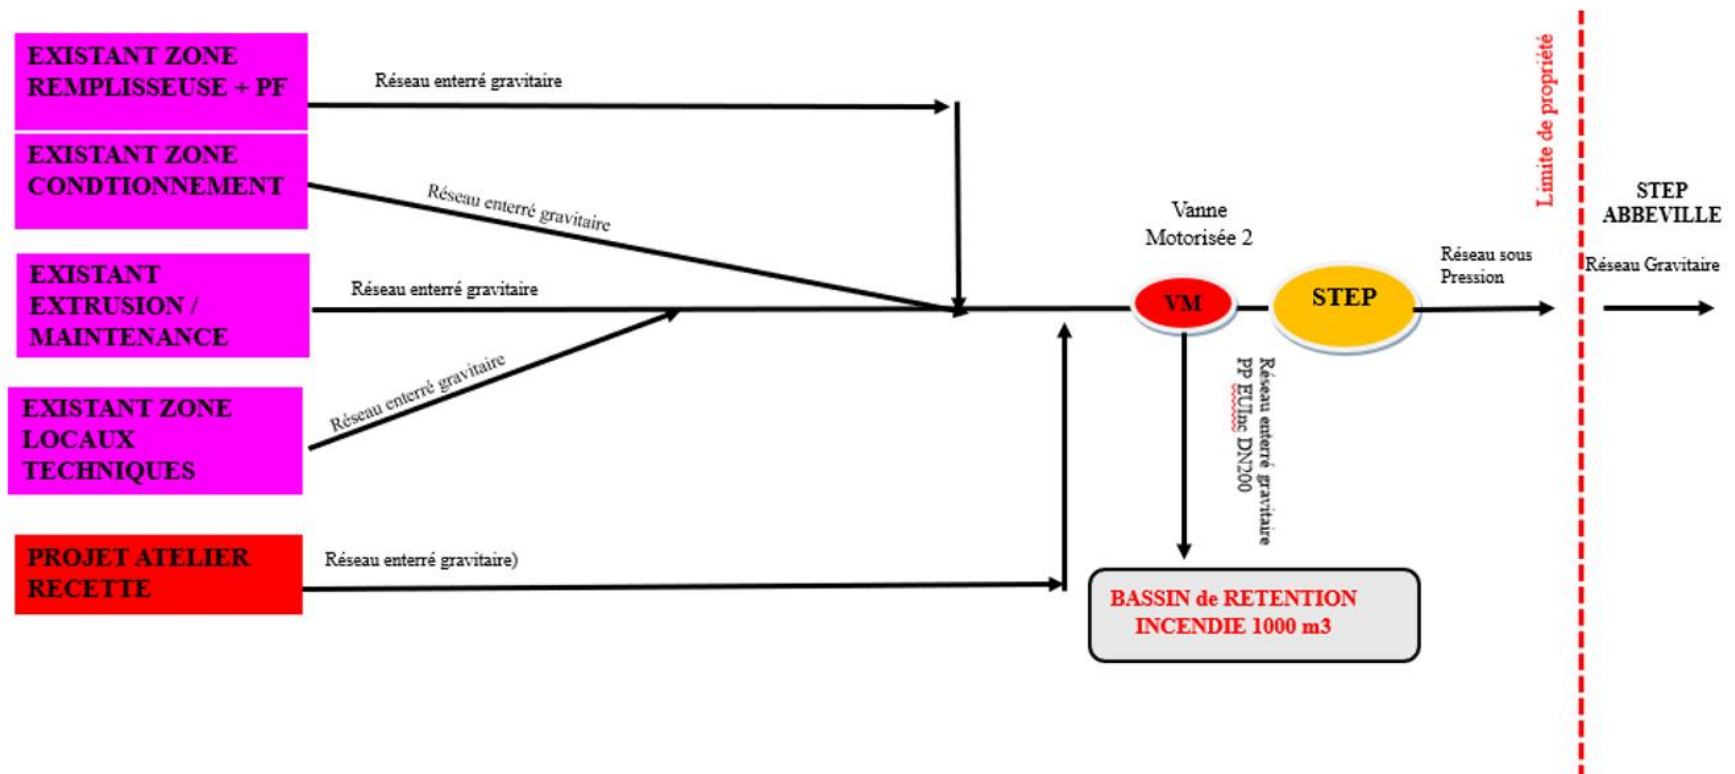 EXISTANT ZONE
REMPLISSEUSE + PF
Réseau enterré gravitaire
EXISTANT ZONE
CONDTIONNEMENT
Réseau enterré gravitaire
EXISTANT
EXTRUSION /
MAINTENANCE
Réseau enterré gravitaire
EXISTANT ZONE
LOCAUX
TECHNIQUES
Réseau enterré gravitaire
PROJET ATELIER
RECETTE
Réseau enterré gravitaire)
Vanne
Motorisée 2
VM
STEP
Réseau sous
Pression
Réseau enterré gravitaire
PP EUInc DN200
BASSIN de RETENTION
INCENDIE 1000 m3
Limite de propriété
STEP
ABBEVILLE
Réseau Gravitaire